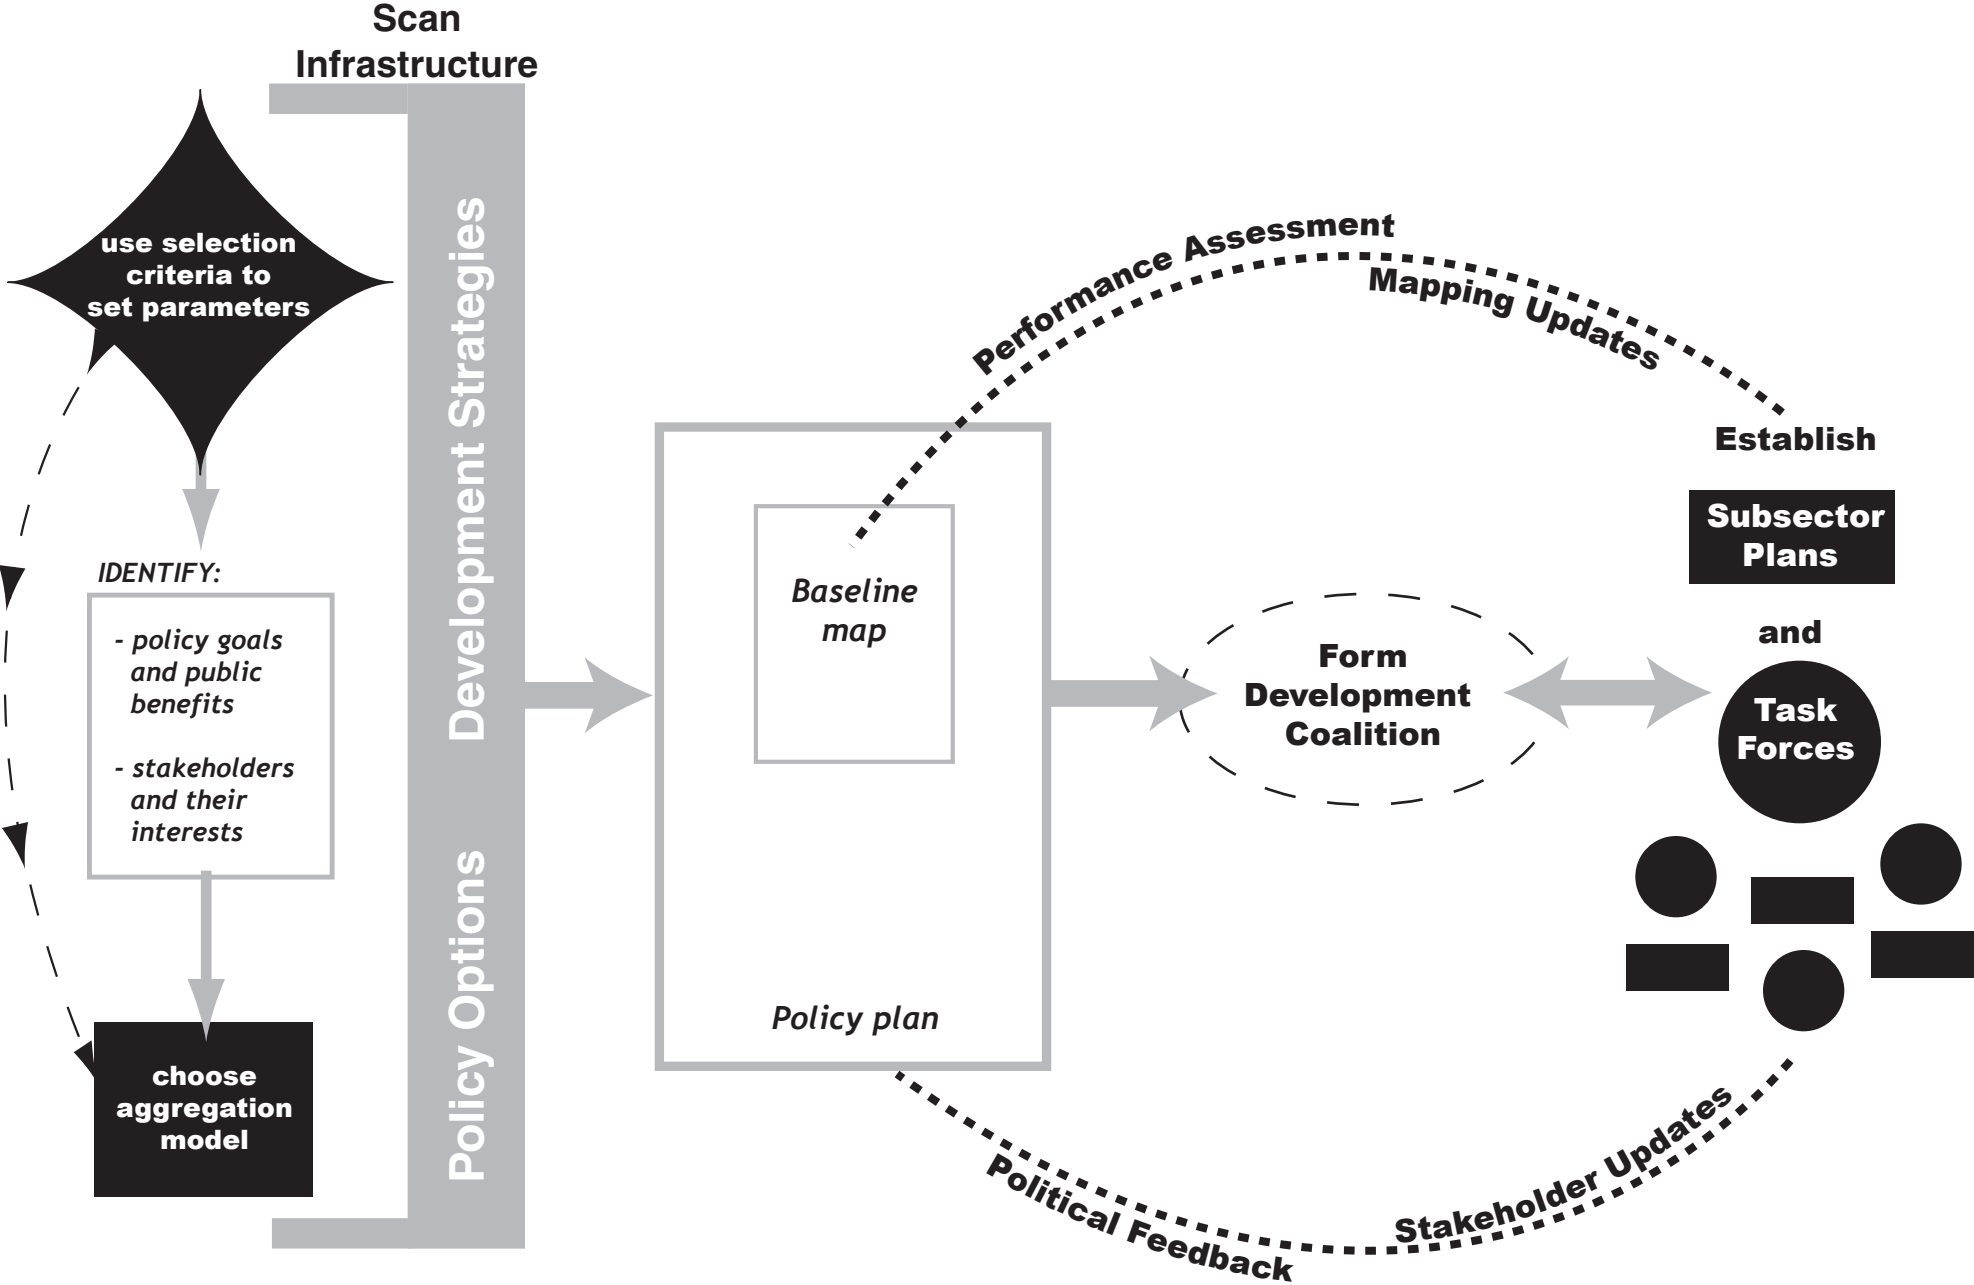 Scan
Infrastructure
use selection
criteria to
set parameters
IDENTIFY:
- policy goals
and public
benefits
- stakeholders
and their
interests
choose
aggregation
model
Policy Options
Development Strategies
Baseline
map
Policy plan
Performance Assessment
Mapping Updates
Form
Development
Coalition
Establish
Subsector
Plans
and
Task
Forces
Political Feedback
Stakeholder Updates